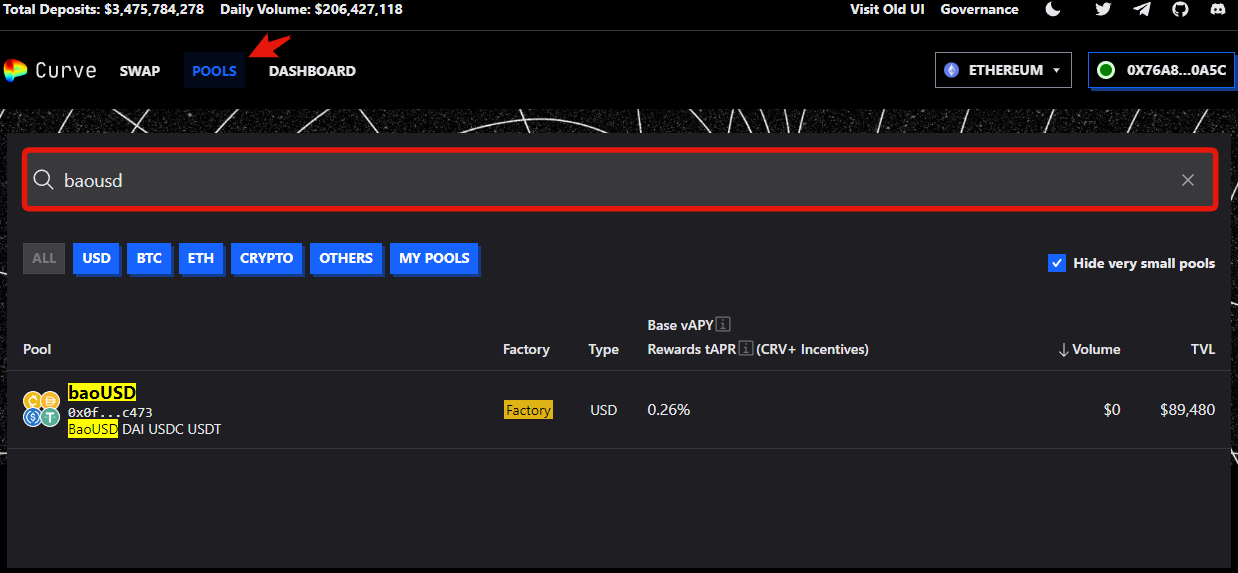 Total Deposits: $3,475,784,278 Daily Volume: $206,427,118 Visit Old UI Governance
Curve SWAP POOLS DASHBOARD ETHEREUM 0X76A8...0A5C
baousd
ALL USD BTC ETH CRYPTO OTHERS MY POOLS Hide very small pools
Base vAPY
Pool Factory Type Rewards tAPR (CRV+ Incentives) Volume TVL
baoUSD
0x0f...c473 Factory USD 0.26% $0 $89,480
BaoUSD DAI USDC USDT